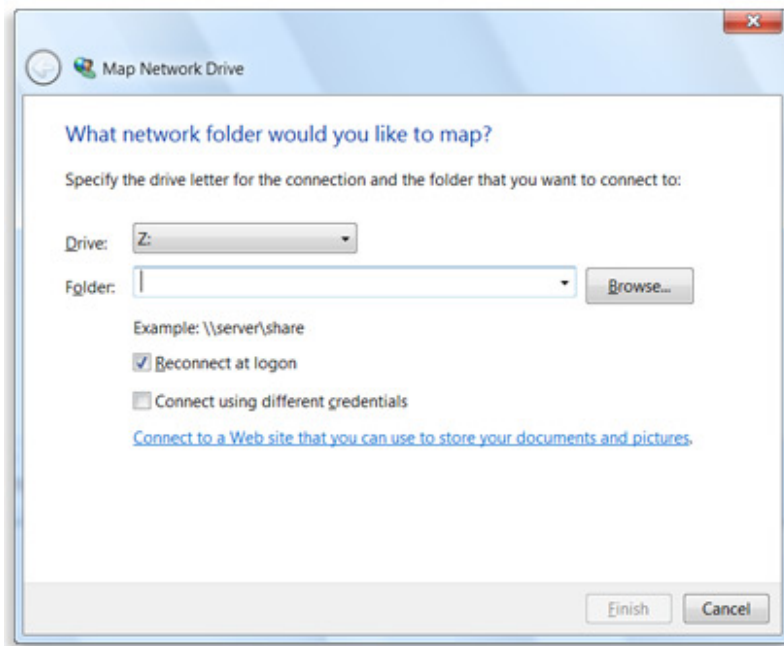 Map Network Drive
What network folder would you like to map?
Specify the drive letter for the connection and the folder that you want to connect to:
Drive: Z:
Folder: Browse...
Example: \\server\share
Reconnect at logon
Connect using different credentials
Connect to a Web site that you can use to store your documents and pictures.
Finish Cancel